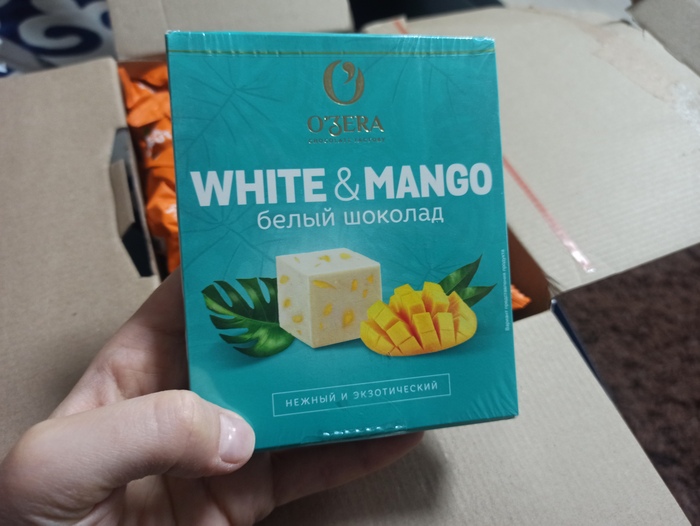 O'ZERA
WHITE & MANGO
белый шоколад
НЕЖНЫЙ И ЭКЗОТИЧЕСКИЙ